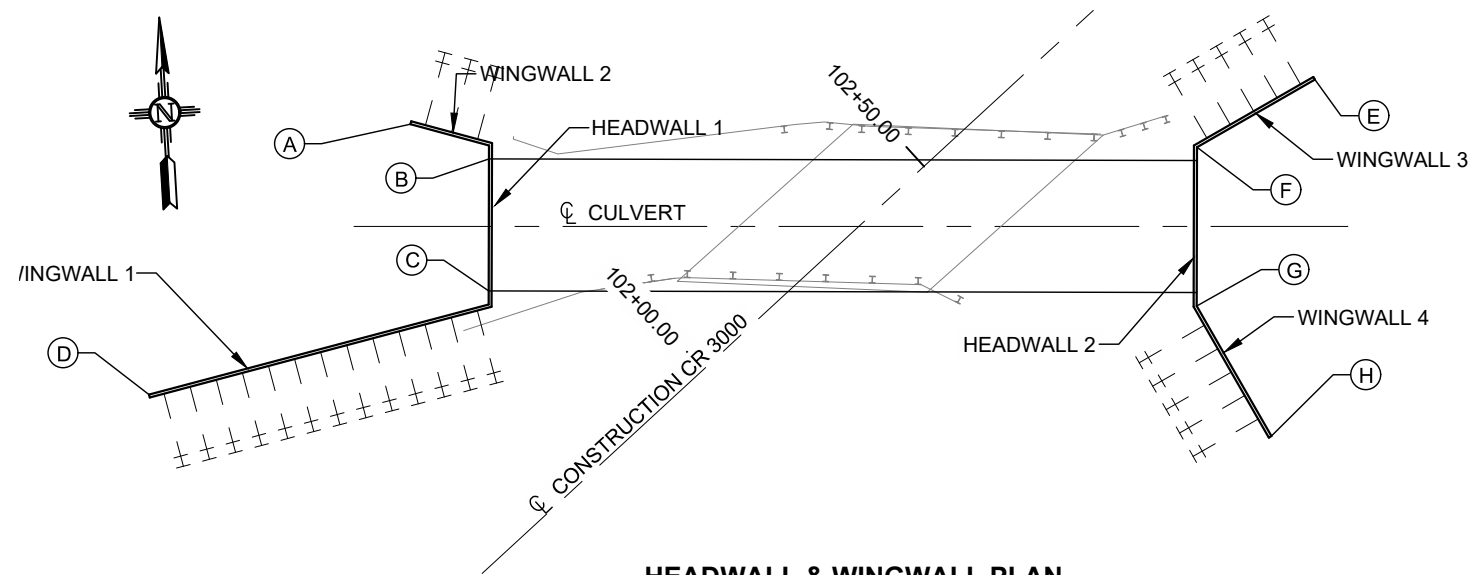 WINGWALL 2
102+50.00
HEADWALL 1
A
E
N
WINGWALL 3
B
F
℄ CULVERT
C
/INGWALL 1
G
102+00.00
WINGWALL 4
HEADWALL 2
D
H
℄ CONSTRUCTION CR 3000
HEADWALL & WINGWALL PLAN